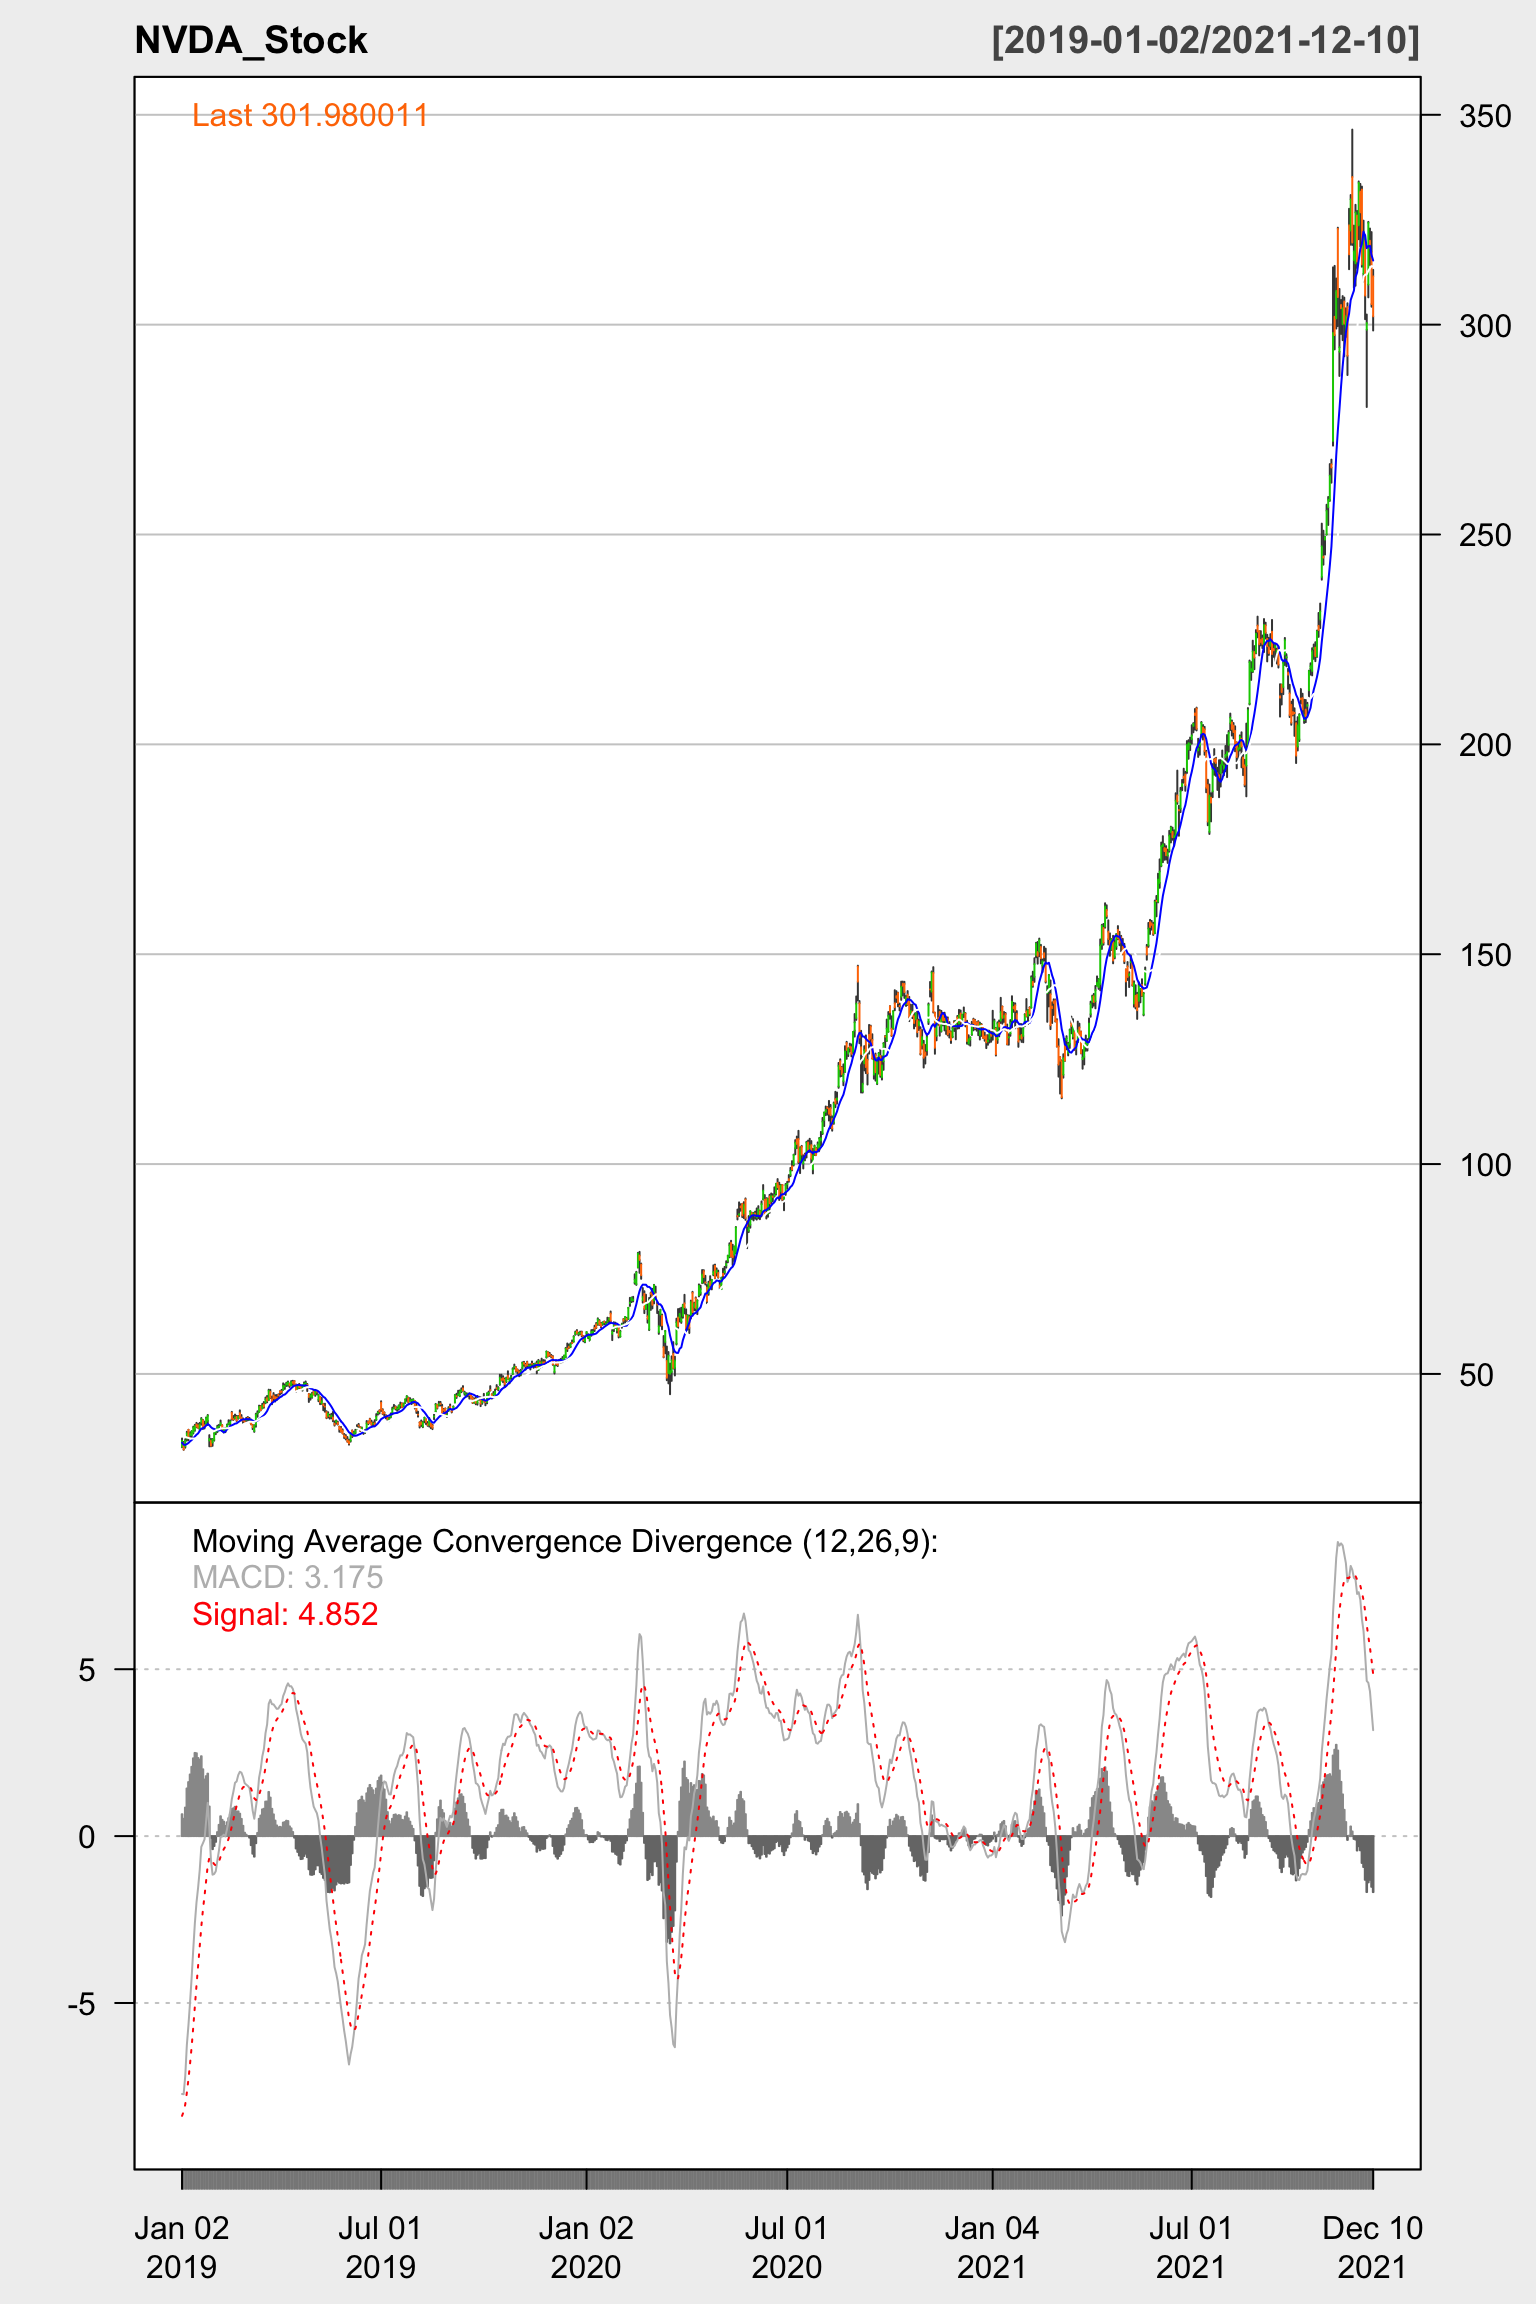 NVDA_Stock [2019-01-02/2021-12-10]
Last 301.980011
350
300
250
200
150
100
50
Moving Average Convergence Divergence (12,26,9):
MACD: 3.175
Signal: 4.852
5
0
-5
Jan 02 Jul 01 Jan 02 Jul 01 Jan 04 Jul 01 Dec 10
2019 2019 2020 2020 2021 2021 2021